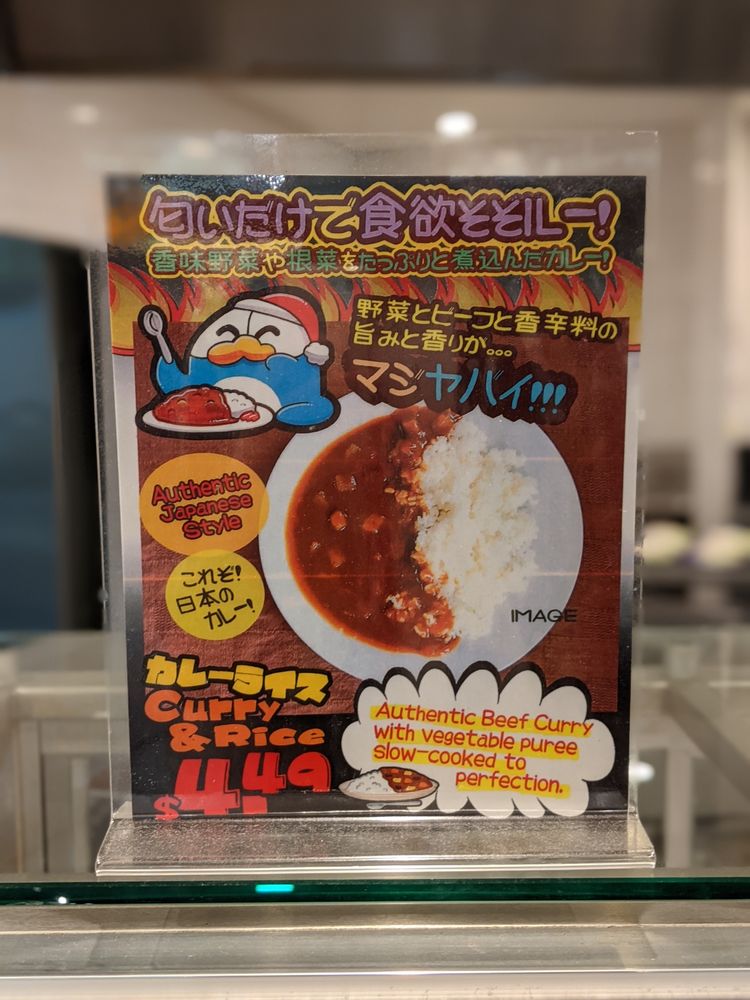 匂いだけで食欲そそルー!
香味野菜や根菜をたっぷりと煮込んだカレー!
野菜とビーフと香辛料の
旨みと香りが。。。
マジヤバイ!!!
Authentic
Japanese
Style
これぞ!
日本の
カレー!
IMAGE
カレーライス
Curry
& Rice
$4.49
Authentic Beef Curry
with vegetable puree
slow-cooked to
perfection.